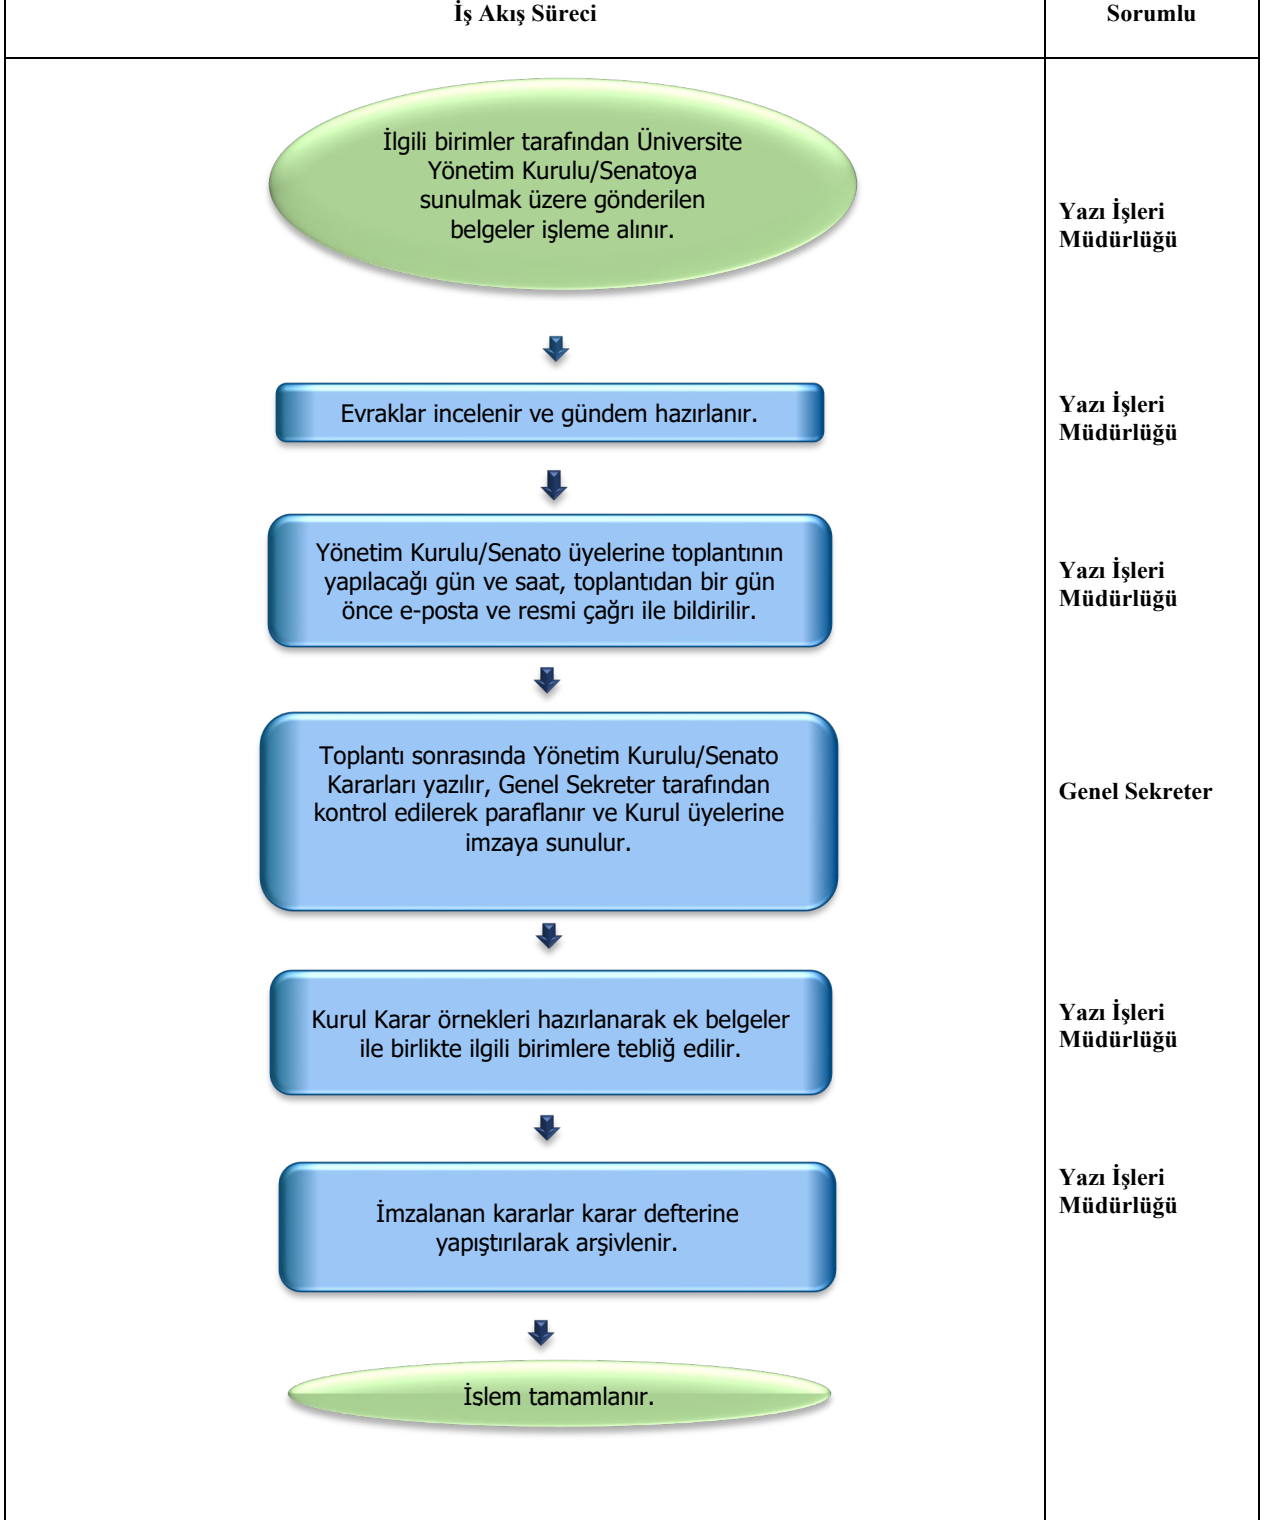 İş Akış Süreci
Sorumlu
İlgili birimler tarafından Üniversite
Yönetim Kurulu/Senatoya
sunulmak üzere gönderilen
belgeler işleme alınır.
Yazı İşleri
Müdürlüğü
Evraklar incelenir ve gündem hazırlanır.
Yazı İşleri
Müdürlüğü
Yönetim Kurulu/Senato üyelerine toplantının
yapılacağı gün ve saat, toplantıdan bir gün
önce e-posta ve resmi çağrı ile bildirilir.
Yazı İşleri
Müdürlüğü
Toplantı sonrasında Yönetim Kurulu/Senato
Kararları yazılır, Genel Sekreter tarafından
kontrol edilerek paraflanır ve Kurul üyelerine
imzaya sunulur.
Genel Sekreter
Kurul Karar örnekleri hazırlanarak ek belgeler
ile birlikte ilgili birimlere tebliğ edilir.
Yazı İşleri
Müdürlüğü
İmzalanan kararlar karar defterine
yapıştırılarak arşivlenir.
Yazı İşleri
Müdürlüğü
İslem tamamlanır.